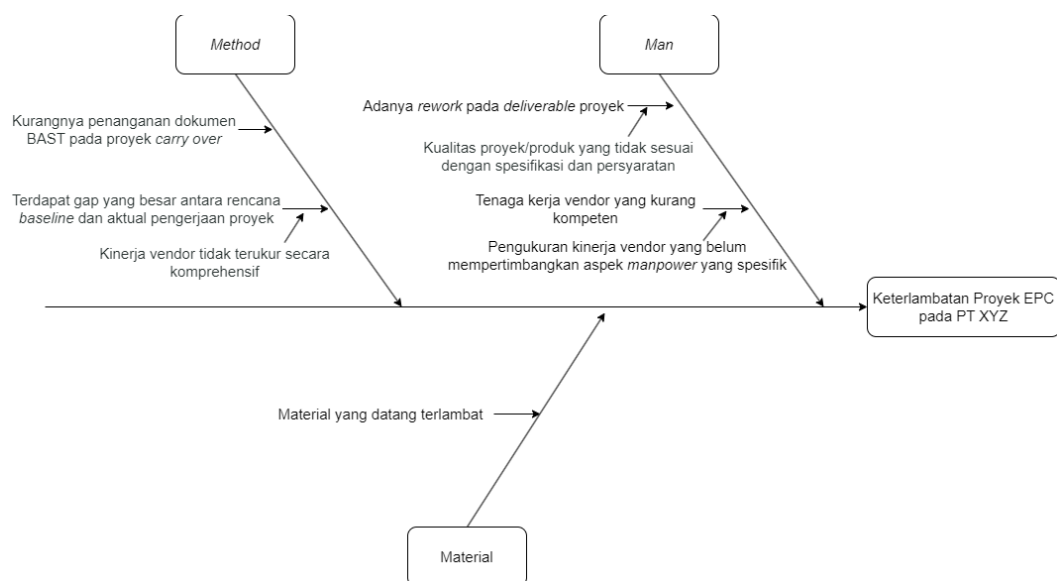 Method
Man
Adanya rework pada deliverable proyek
Kurangnya penanganan dokumen
BAST pada proyek carry over
Kualitas proyek/produk yang tidak sesuai
dengan spesifikasi dan persyaratan
Terdapat gap yang besar antara rencana
baseline dan aktual pengerjaan proyek
Tenaga kerja vendor yang kurang
kompeten
Kinerja vendor tidak terukur secara
komprehensif
Pengukuran kinerja vendor yang belum
mempertimbangkan aspek manpower yang spesifik
Keterlambatan Proyek EPC
pada PT XYZ
Material yang datang terlambat
Material